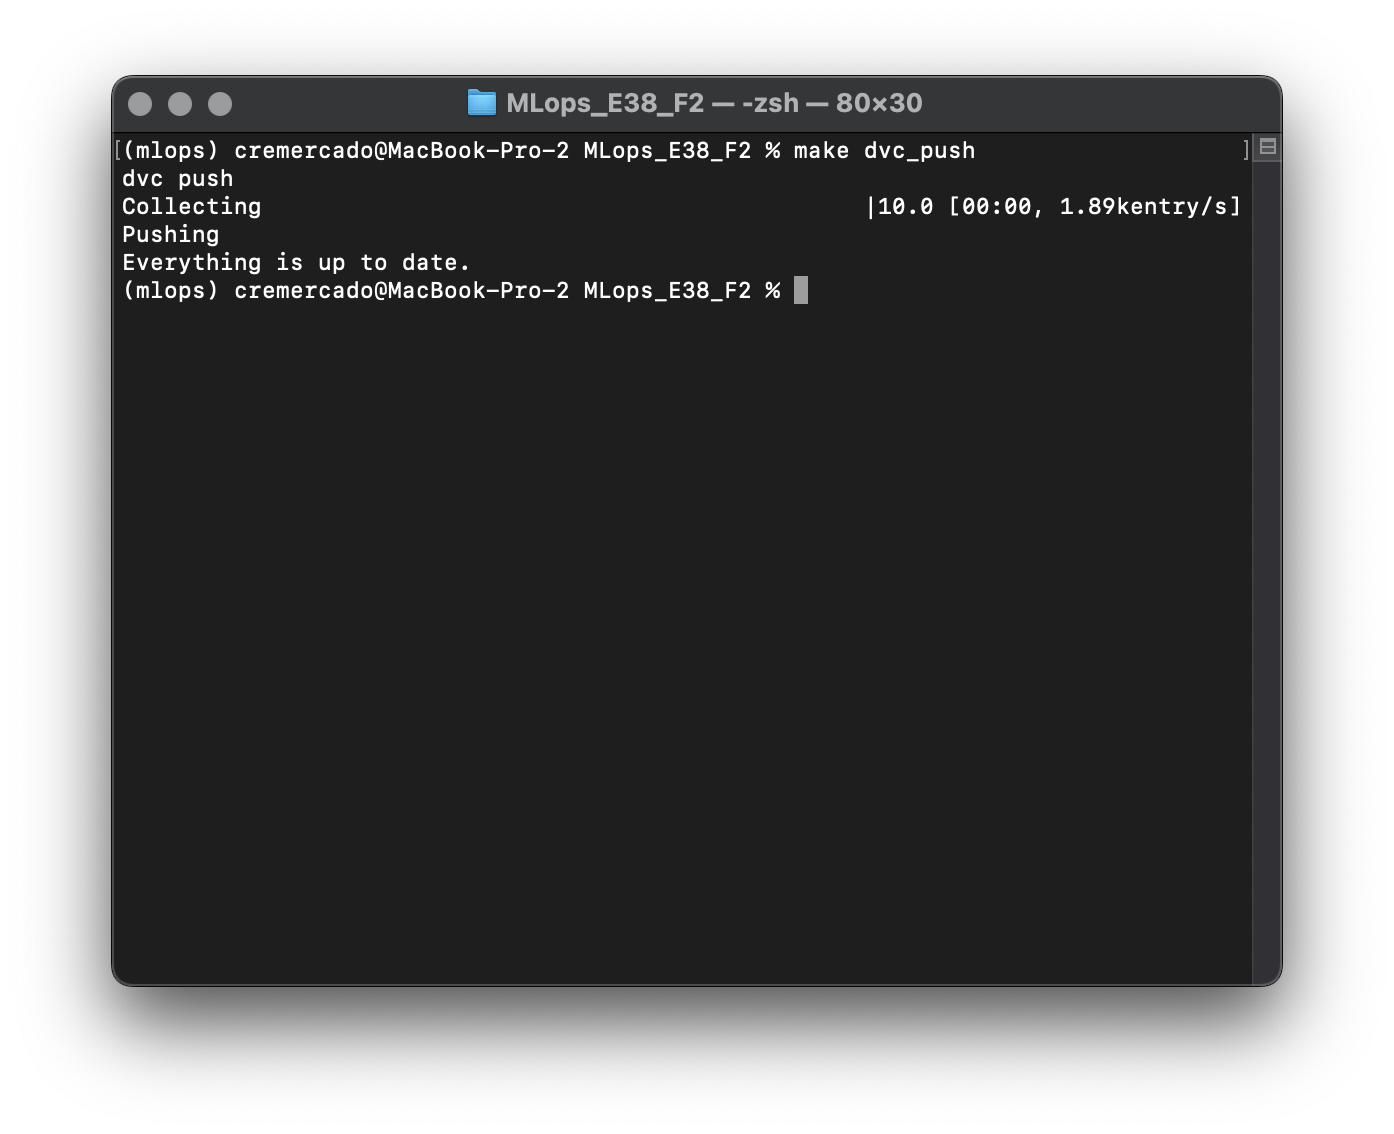 MLops_E38_F2 — -zsh — 80×30
[(mlops) cremercado@MacBook-Pro-2 MLops_E38_F2 % make dvc_push ]
dvc push
Collecting |10.0 [00:00, 1.89kentry/s]
Pushing
Everything is up to date.
(mlops) cremercado@MacBook-Pro-2 MLops_E38_F2 %